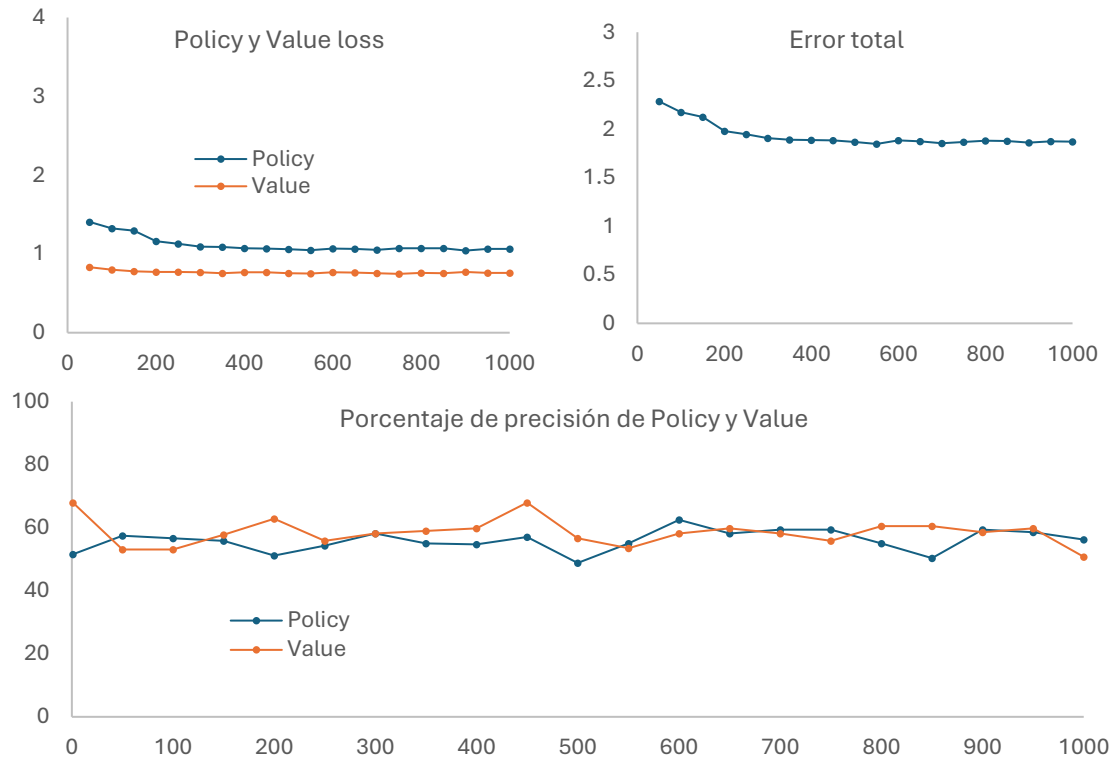 Policy y Value loss
4
3
2
1
0
Policy
Value
0 200 400 600 800 1000
Error total
3
2.5
2
1.5
1
0.5
0
0 200 400 600 800 1000
Porcentaje de precisión de Policy y Value
100
80
60
40
20
0
Policy
Value
0 100 200 300 400 500 600 700 800 900 1000